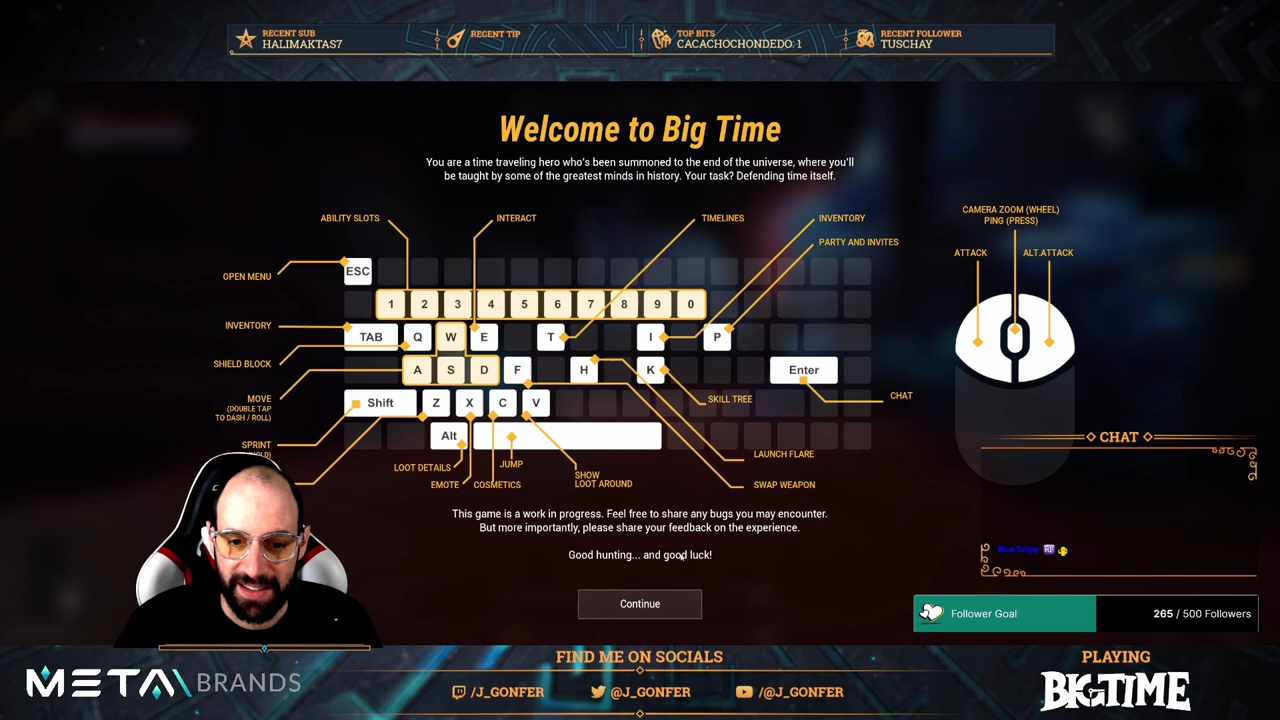 RECENT SUB
HALIMAKTAS7
RECENT TIP
TOP BITS
CACACHOCHONDEDO: 1
RECENT FOLLOWER
TUSCHAY
Welcome to Big Time
You are a time traveling hero who's been summoned to the end of the universe, where you'll
be taught by some of the greatest minds in history. Your task? Defending time itself.
CAMERA ZOOM (WHEEL)
PING (PRESS)
ABILITY SLOTS
INTERACT
TIMELINES
INVENTORY
PARTY AND INVITES
ATTACK
ALT.ATTACK
OPEN MENU
ESC
1 2 3 4 5 6 7 8 9 0
INVENTORY
TAB Q W E T I P
SHIELD BLOCK
A S D F H K Enter
MOVE
(DOUBLE TAP
TO DASH / ROLL)
SKILL TREE
CHAT
Shift Z X C V
SPRINT
Alt
CHAT
LOOT DETAILS
JUMP
SHOW
LOOT AROUND
LAUNCH FLARE
EMOTE
COSMETICS
SWAP WEAPON
This game is a work in progress. Feel free to share any bugs you may encounter.
But more importantly, please share your feedback on the experience.
Good hunting... and good luck!
Continue
Follower Goal
265 / 500 Followers
META BRANDS
FIND ME ON SOCIALS
/J_GONFER
@J_GONFER
/@J_GONFER
PLAYING
BIGTIME